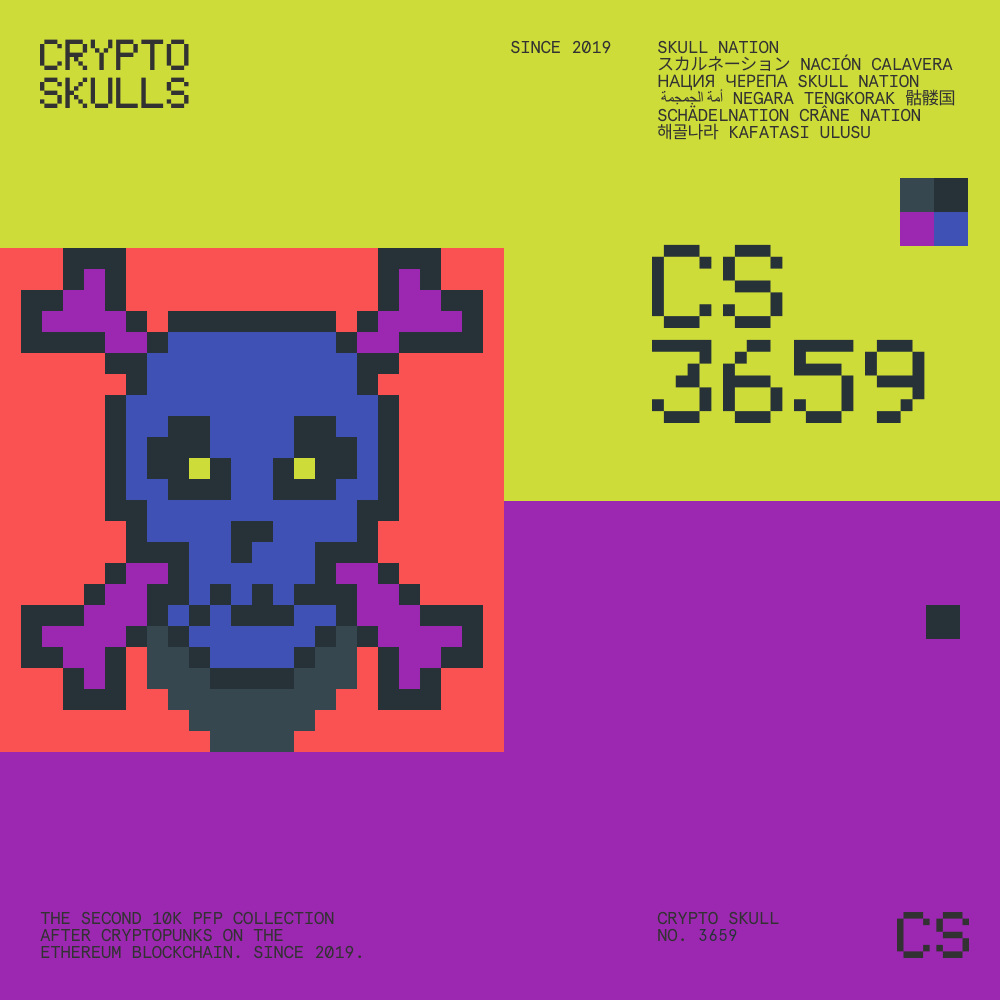 CRYPTO
SKULLS
SINCE 2019
SKULL NATION
スカルネーション NACIÓN CALAVERA
НАЦИЯ ЧЕРЕПА SKULL NATION
أمة الجمجمة NEGARA TENGKORAK 骷髅国
SCHÄDELNATION CRÂNE NATION
해골나라 KAFATASI ULUSU
CS
3659
THE SECOND 10K PFP COLLECTION
AFTER CRYPTOPUNKS ON THE
ETHEREUM BLOCKCHAIN. SINCE 2019.
CRYPTO SKULL
NO. 3659
CS